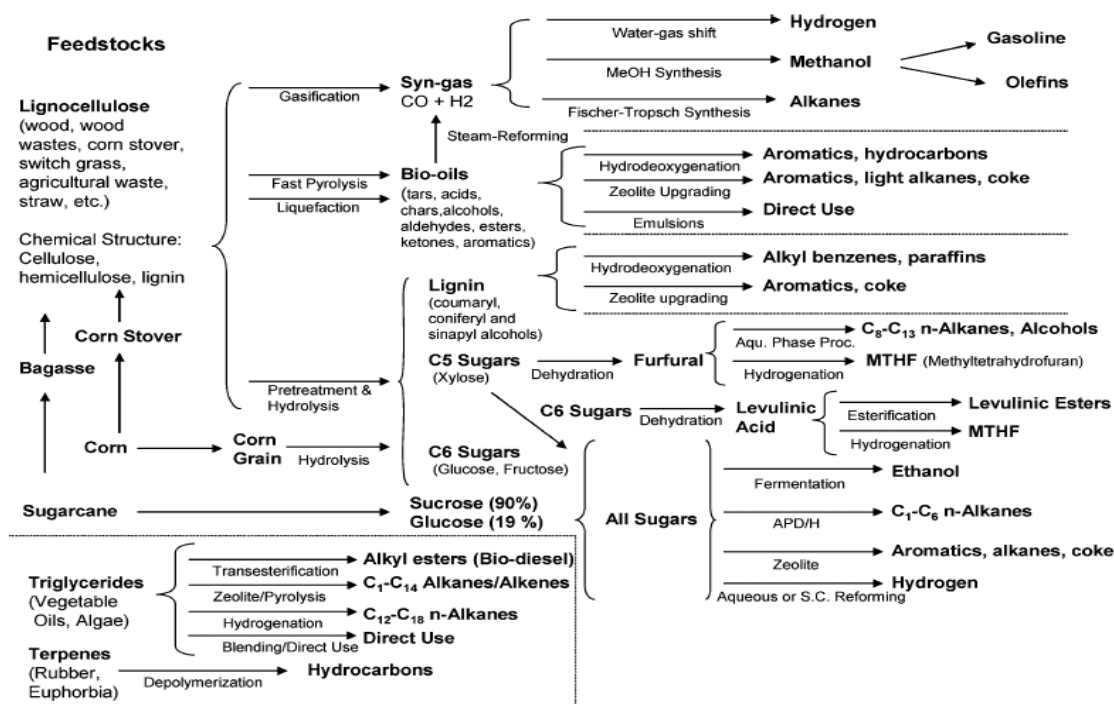 Feedstocks
Lignocellulose
(wood, wood
wastes, corn stover,
switch grass,
agricultural waste,
straw, etc.)
Chemical Structure:
Cellulose,
hemicellulose, lignin
Corn Stover
Bagasse
Corn
Corn
Grain
Sugarcane
Gasification
Fast Pyrolysis
Liquefaction
Pretreatment &
Hydrolysis
Hydrolysis
Syn-gas
CO + H2
Steam-Reforming
Bio-oils
(tars, acids,
chars,alcohols,
aldehydes, esters,
ketones, aromatics)
Water-gas shift
Hydrogen
MeOH Synthesis
Methanol
Gasoline
Olefins
Fischer-Tropsch Synthesis
Alkanes
Hydrodeoxygenation
Aromatics, hydrocarbons
Zeolite Upgrading
Aromatics, light alkanes, coke
Emulsions
Direct Use
Lignin
(coumaryl,
coniferyl and
sinapyl alcohols)
Hydrodeoxygenation
Alkyl benzenes, paraffins
Zeolite upgrading
Aromatics, coke
C5 Sugars
(Xylose)
Dehydration
Furfural
Aqu. Phase Proc.
C8-C13 n-Alkanes, Alcohols
Hydrogenation
MTHF (Methyltetrahydrofuran)
C6 Sugars
Dehydration
Levulinic
Acid
Esterification
Levulinic Esters
Hydrogenation
MTHF
C6 Sugars
(Glucose, Fructose)
Sucrose (90%)
Glucose (19 %)
All Sugars
Fermentation
Ethanol
APD/H
C1-C6 n-Alkanes
Zeolite
Aromatics, alkanes, coke
Aqueous or S.C. Reforming
Hydrogen
Triglycerides
(Vegetable
Oils, Algae)
Transesterification
Alkyl esters (Bio-diesel)
Zeolite/Pyrolysis
C1-C14 Alkanes/Alkenes
Hydrogenation
C12-C18 n-Alkanes
Blending/Direct Use
Direct Use
Terpenes
(Rubber,
Euphorbia)
Depolymerization
Hydrocarbons